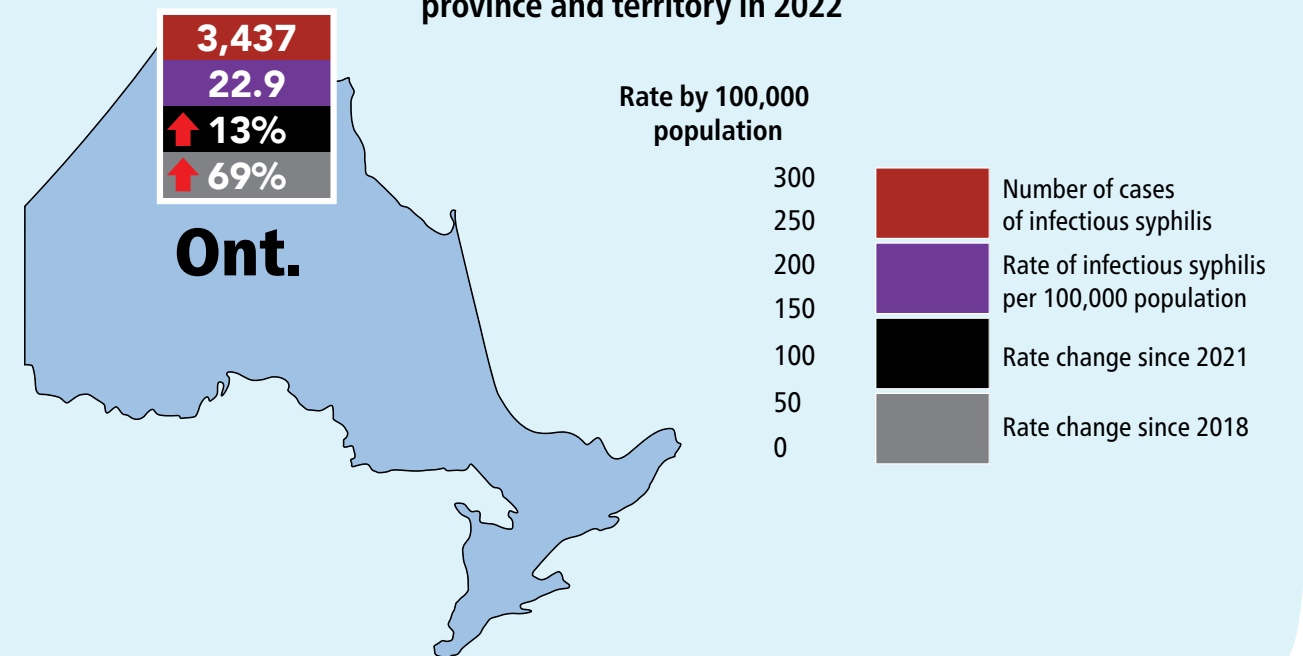 province and territory in 2022
3,437
22.9
13%
69%
Ont.
Rate by 100,000
population
300
250
200
150
100
50
0
Number of cases
of infectious syphilis
Rate of infectious syphilis
per 100,000 population
Rate change since 2021
Rate change since 2018